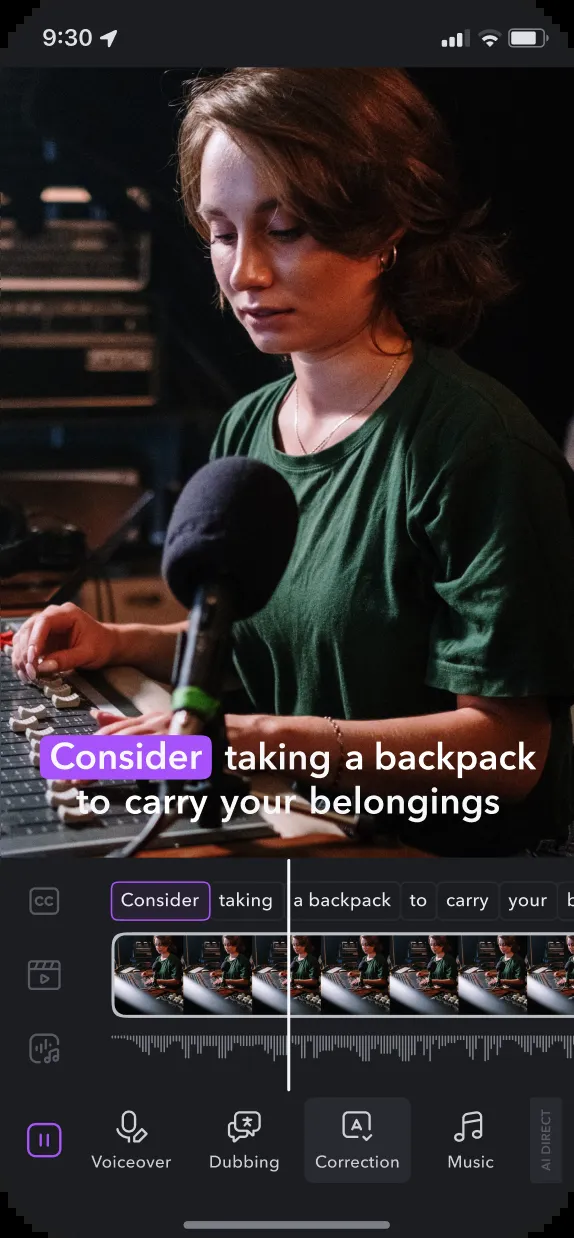 9:30
Consider taking a backpack
to carry your belongings
CC Consider taking a backpack to carry your b
A
Voiceover Dubbing Correction Music
AI DIRECT